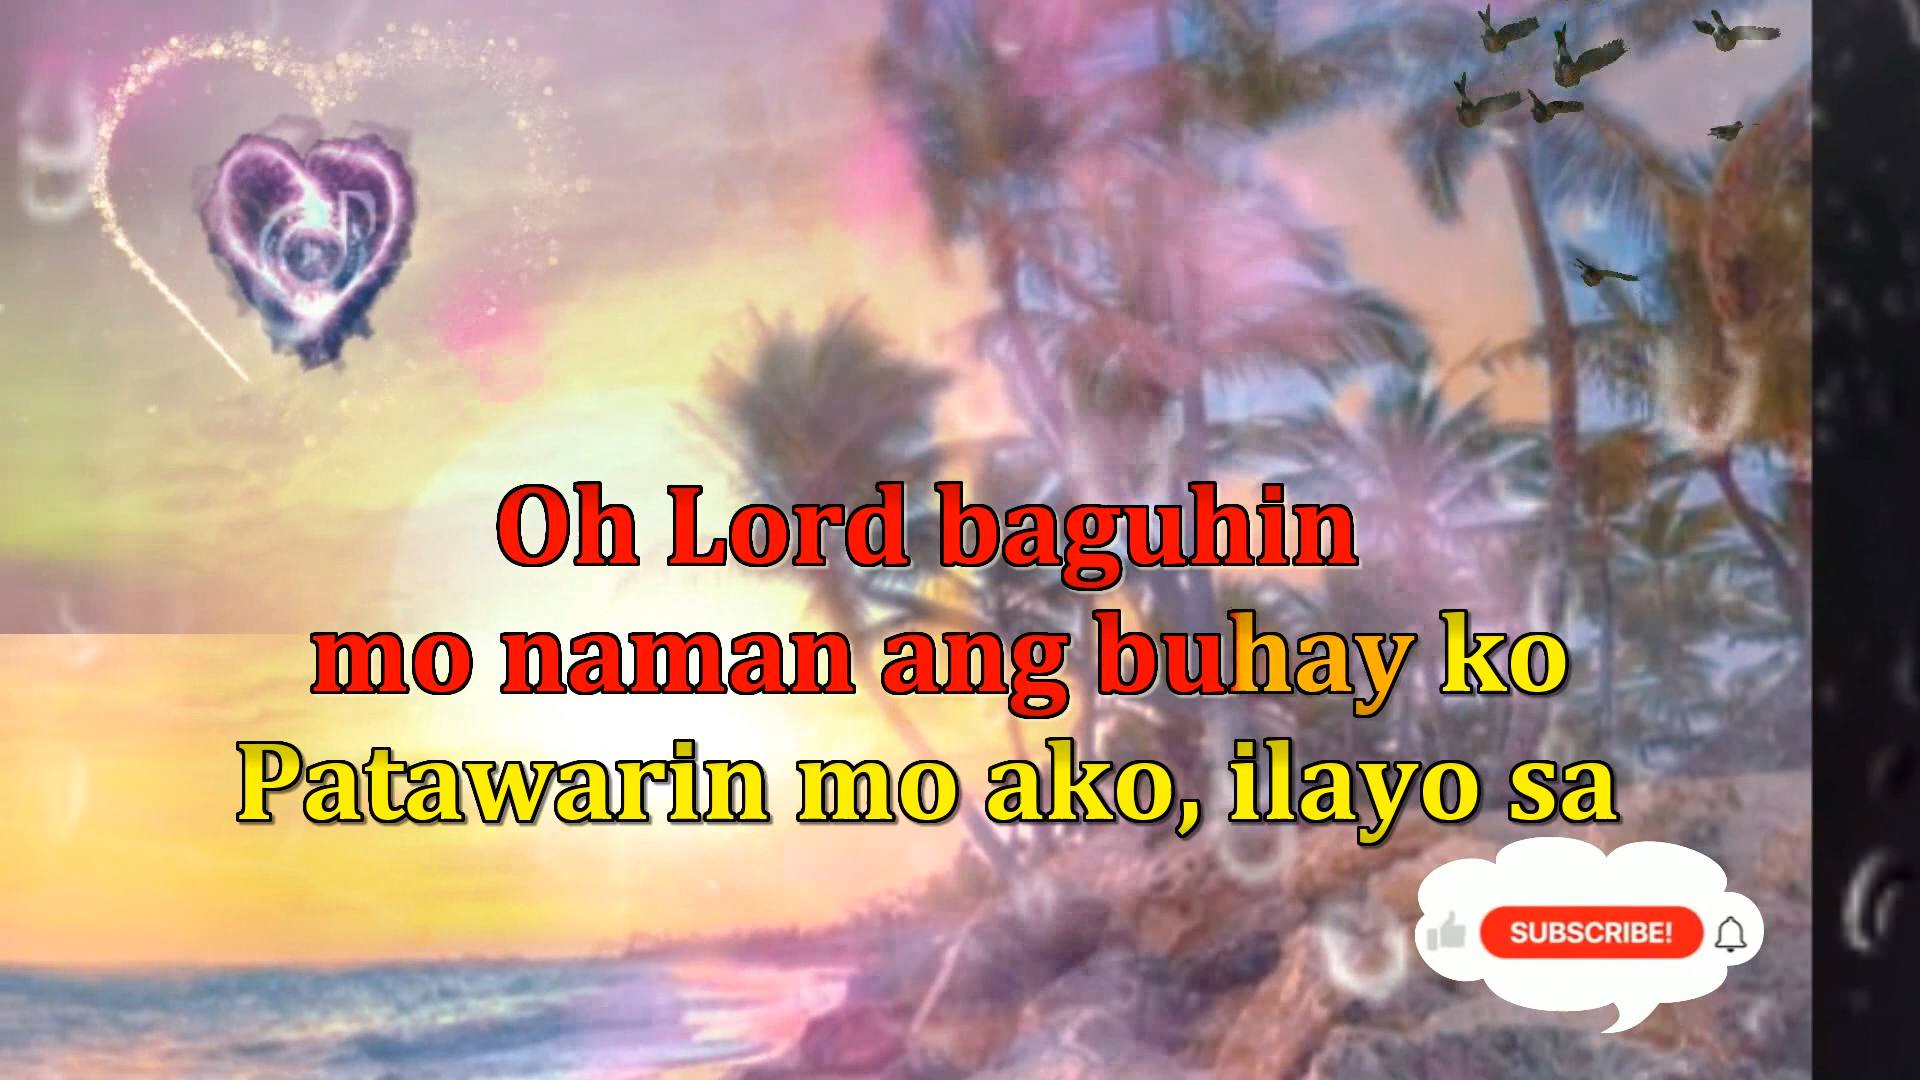 Oh Lord baguhin
mo naman ang buhay ko
Patawarin mo ako, ilayo sa
SUBSCRIBE!